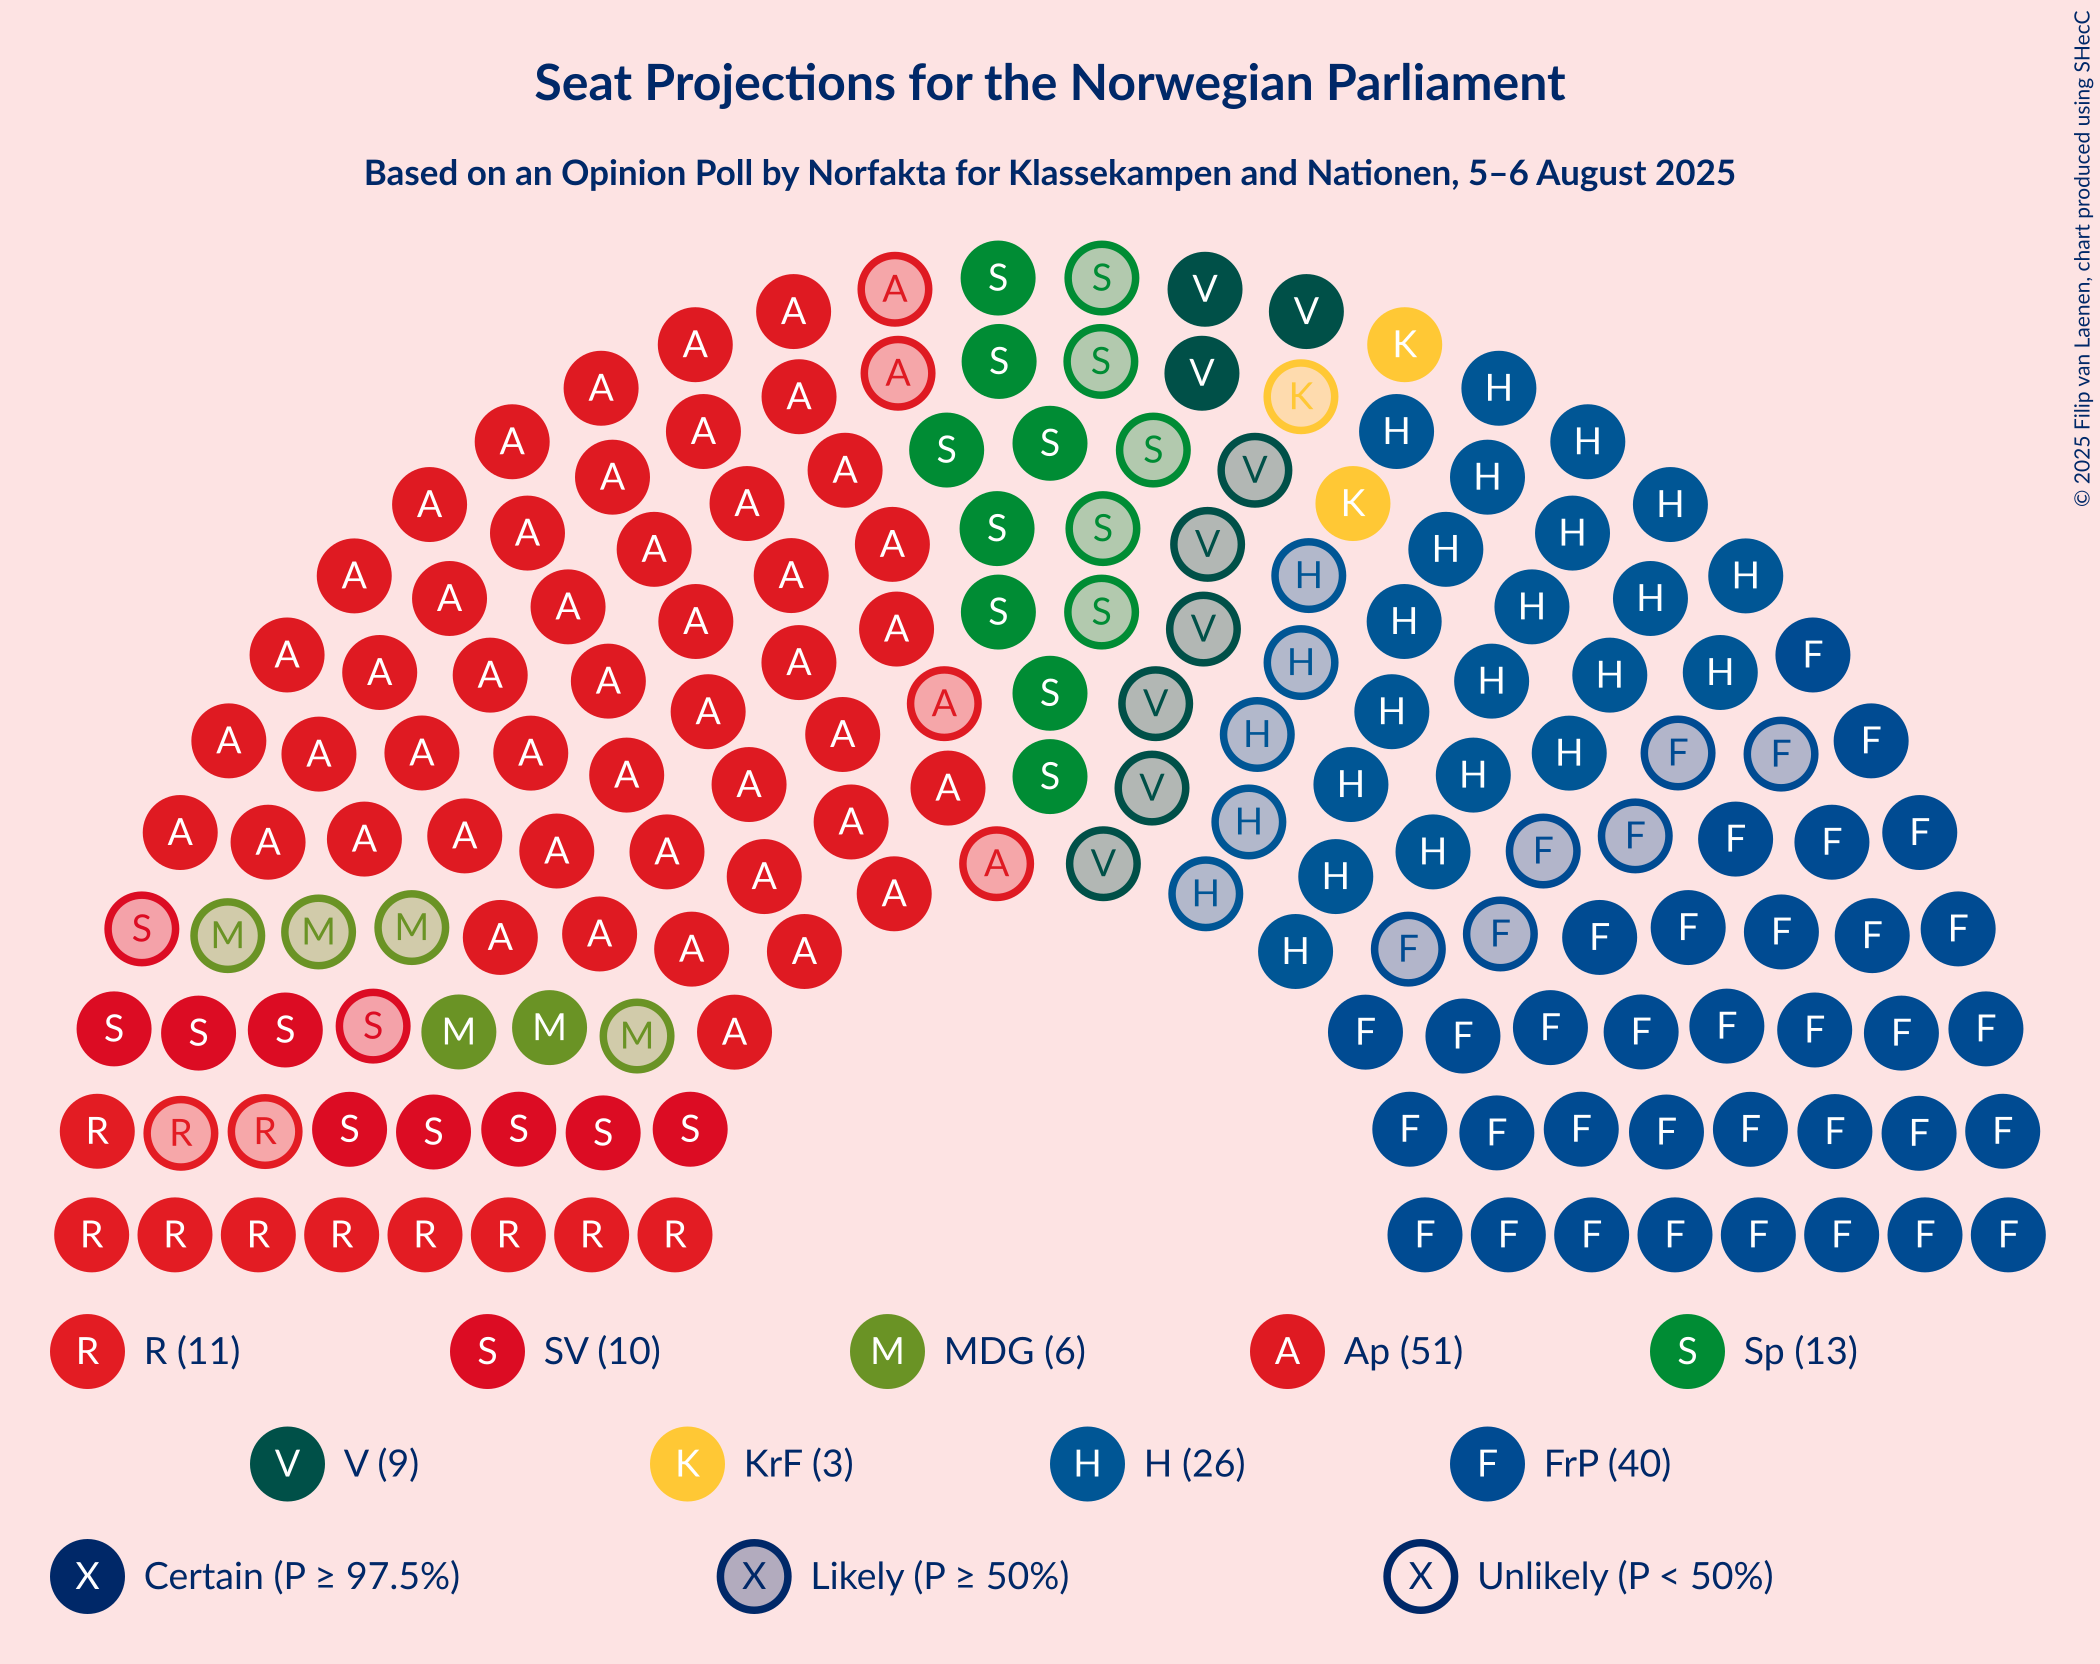 Seat Projections for the Norwegian Parliament
Based on an Opinion Poll by Norfakta for Klassekampen and Nationen, 5–6 August 2025
© 2025 Filip van Laenen, chart produced using SHecC
A A S S V V K
A A A S S V K H H
A A A A S S S V K H H H
A A A A A S S V H H H H H
A A A A A A S S V H H H H H H
A A A A A A A S V H H H H H H F
A A A A A A A A S V H H H H F F F
A A A A A A A A A V H H H F F F F F
S M M M A A A A A H H F F F F F F F
S S S S M M M A F F F F F F F F
R R R S S S S S F F F F F F F F
R R R R R R R R F F F F F F F F
R R (11) S SV (10) M MDG (6) A Ap (51) S Sp (13)
V V (9) K KrF (3) H H (26) F FrP (40)
X Certain (P ≥ 97.5%) X Likely (P ≥ 50%) X Unlikely (P < 50%)